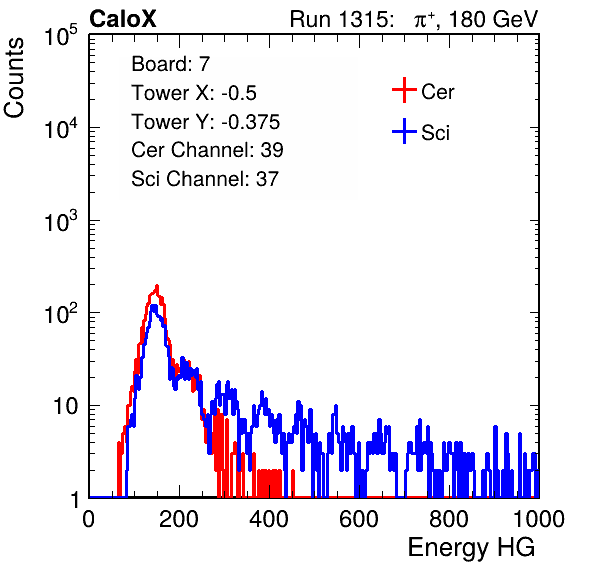 CaloX Run 1315: π⁺, 180 GeV
Counts
10⁵
10⁴
10³
10²
10
1
Board: 7
Tower X: -0.5
Tower Y: -0.375
Cer Channel: 39
Sci Channel: 37
Cer
Sci
0 200 400 600 800 1000
Energy HG